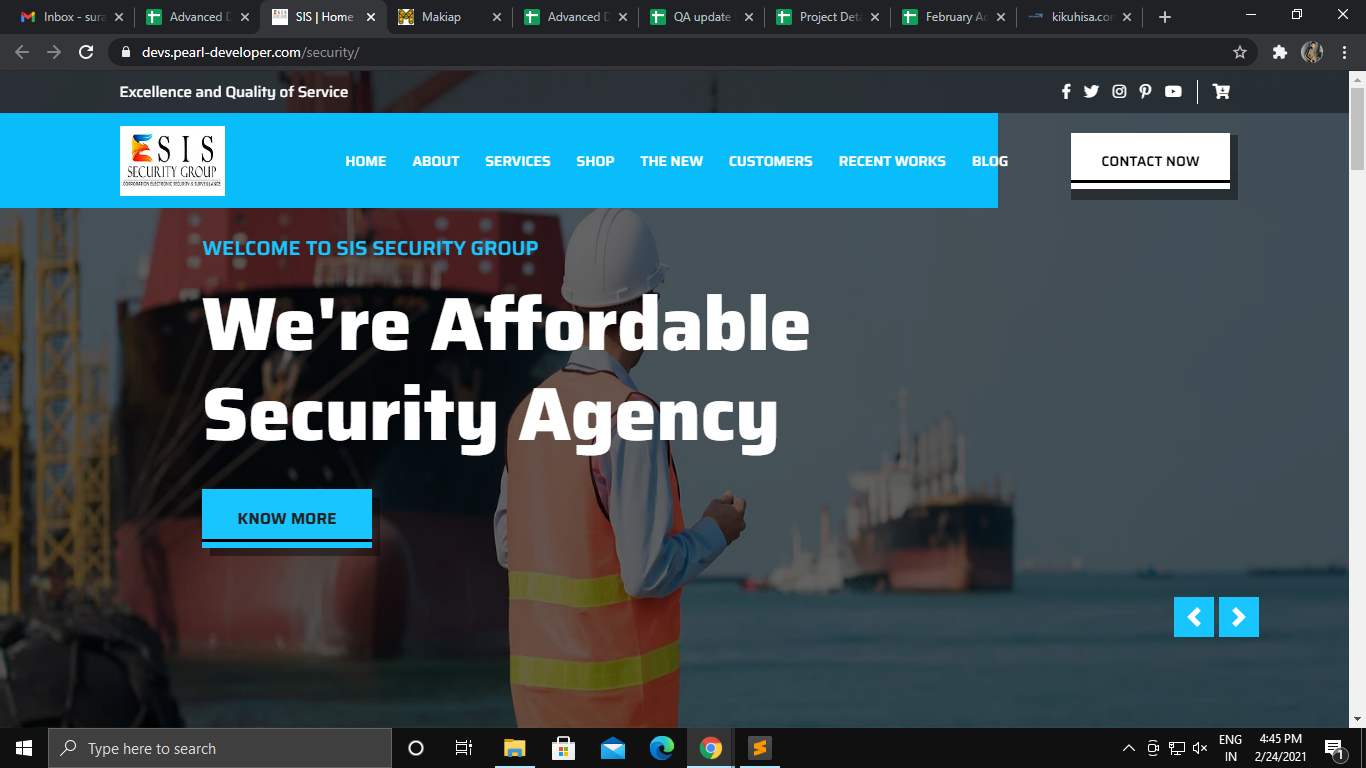 Inbox - sura
Advanced D
SIS | Home
Makiap
Advanced D
QA update
Project Deta
February Ac
kikuhisa.cor
devs.pearl-developer.com/security/
Excellence and Quality of Service
SIS
SECURITY GROUP
CORPORATION ELECTRONIC SECURITY & SURVEILLANCE
HOME ABOUT SERVICES SHOP THE NEW CUSTOMERS RECENT WORKS BLOG
CONTACT NOW
WELCOME TO SIS SECURITY GROUP
We're Affordable
Security Agency
KNOW MORE
Type here to search
ENG
IN
4:45 PM
2/24/2021
1